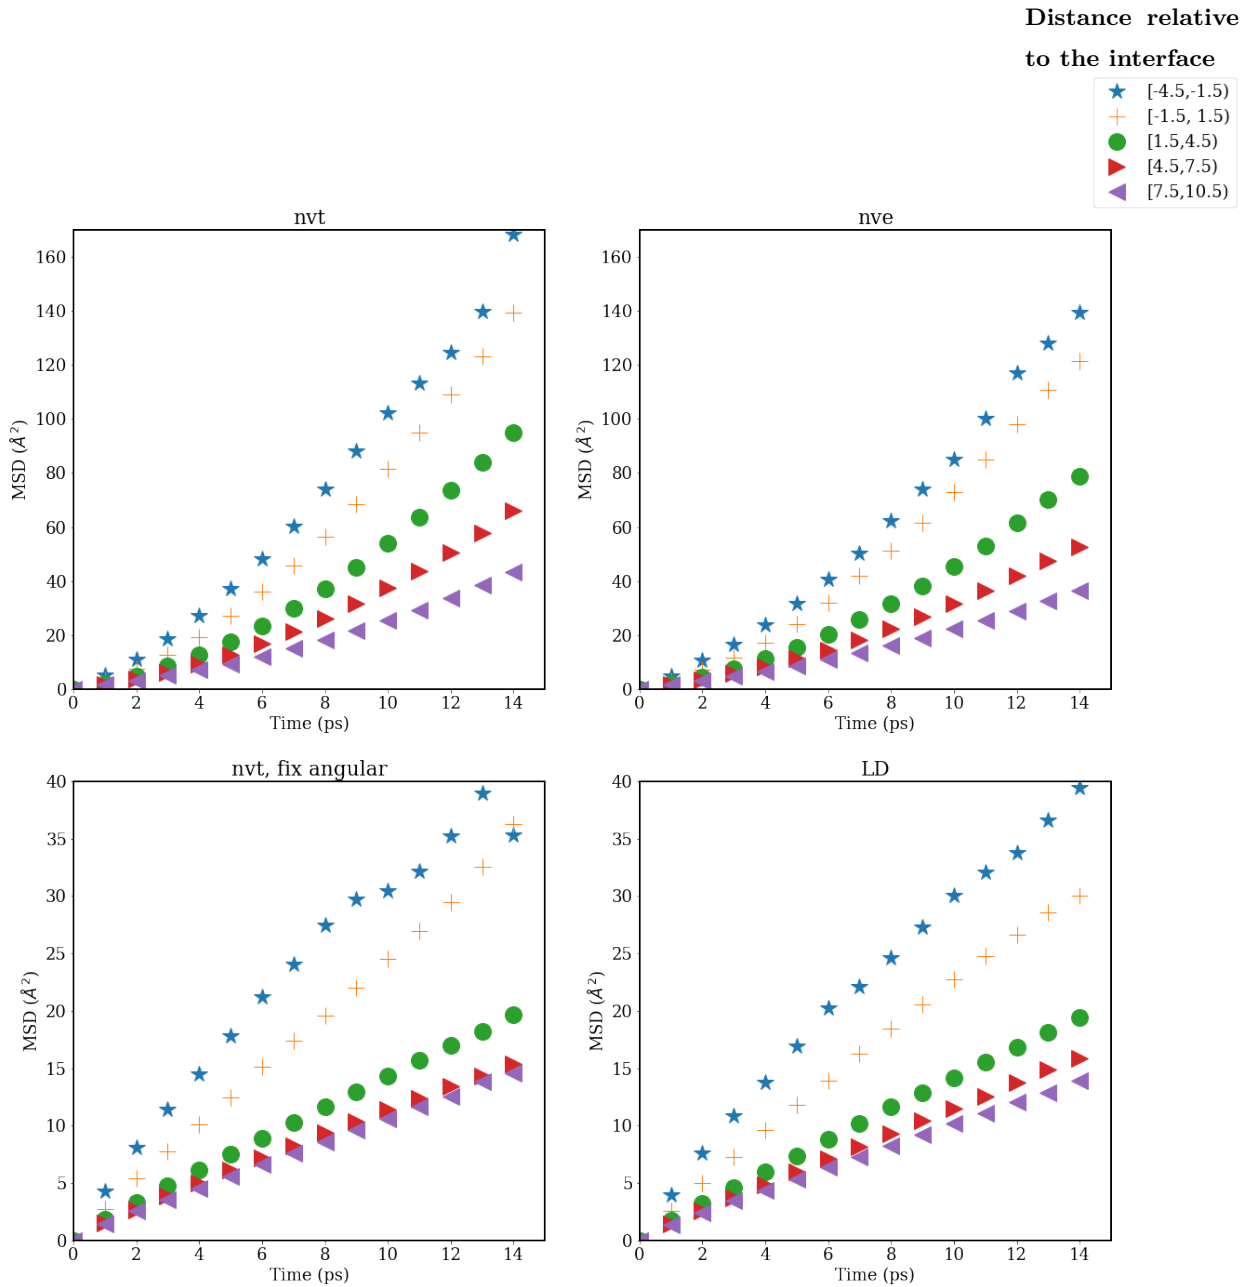 Distance relative
to the interface
[-4.5,-1.5)
[-1.5, 1.5)
[1.5,4.5)
[4.5,7.5)
[7.5,10.5)
nvt
160
140
120
100
80
60
40
20
0
MSD (Å²)
0 2 4 6 8 10 12 14
Time (ps)
nve
160
140
120
100
80
60
40
20
0
MSD (Å²)
0 2 4 6 8 10 12 14
Time (ps)
nvt, fix angular
40
35
30
25
20
15
10
5
0
MSD (Å²)
0 2 4 6 8 10 12 14
Time (ps)
LD
40
35
30
25
20
15
10
5
0
MSD (Å²)
0 2 4 6 8 10 12 14
Time (ps)